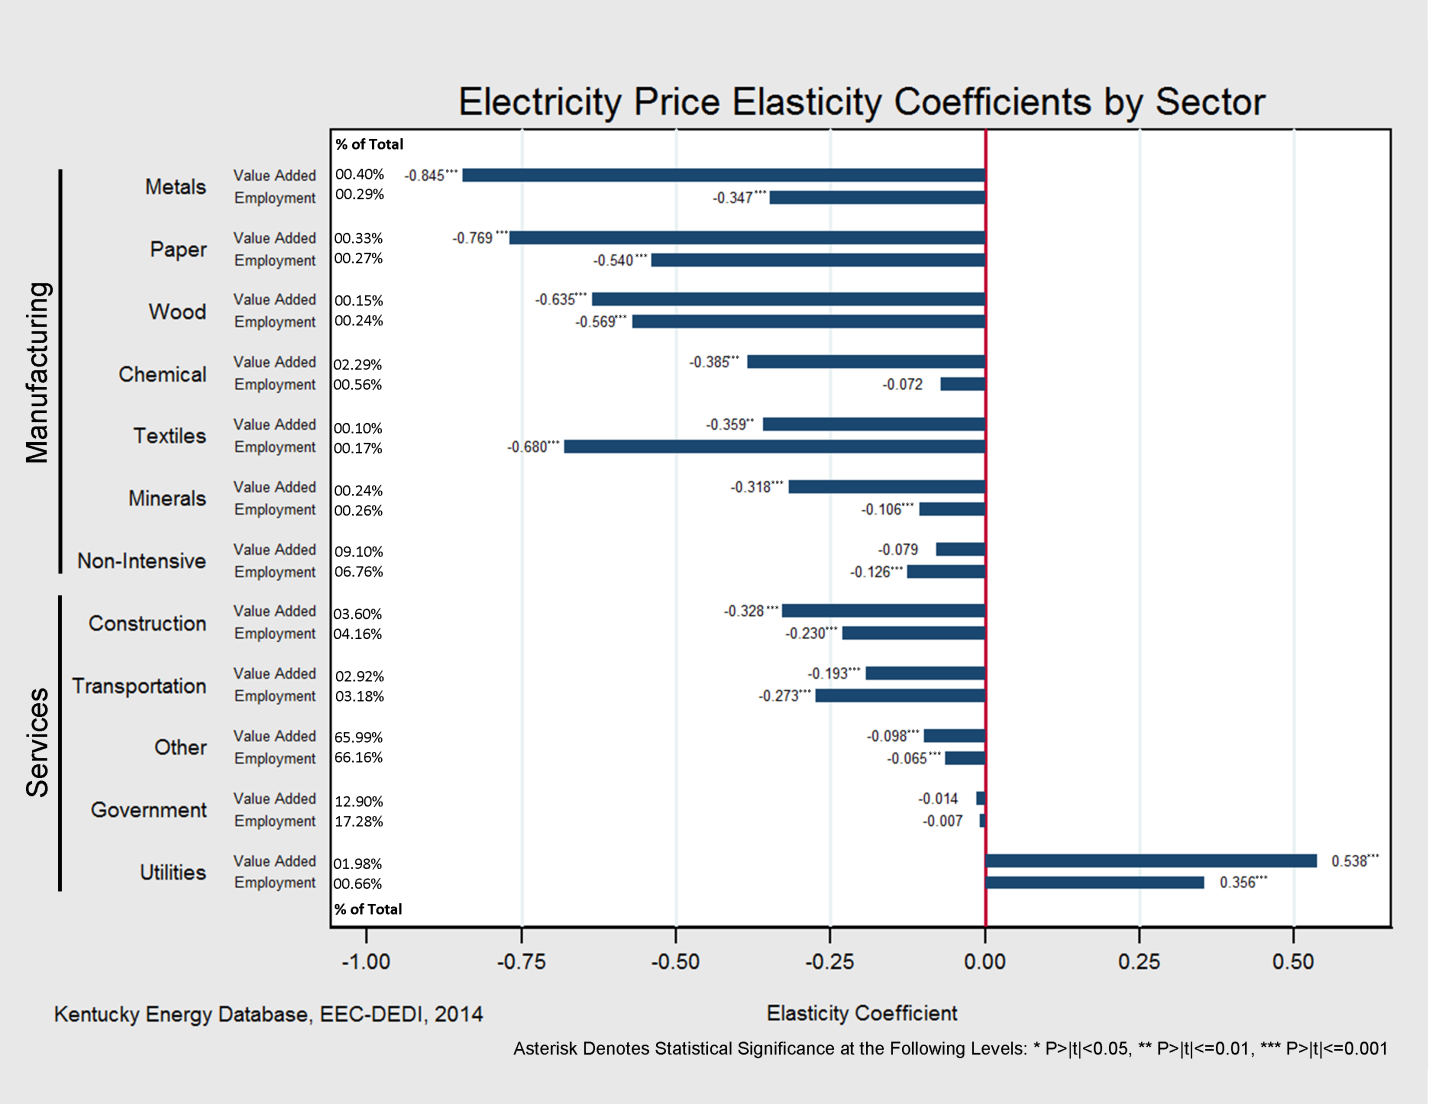 Electricity Price Elasticity Coefficients by Sector
% of Total
Manufacturing
Metals
Value Added 00.40% -0.845***
Employment 00.29% -0.347***
Paper
Value Added 00.33% -0.769 ***
Employment 00.27% -0.540***
Wood
Value Added 00.15% -0.635***
Employment 00.24% -0.569***
Chemical
Value Added 02.29% -0.385***
Employment 00.56% -0.072
Textiles
Value Added 00.10% -0.359**
Employment 00.17% -0.680***
Minerals
Value Added 00.24% -0.318***
Employment 00.26% -0.106***
Non-Intensive
Value Added 09.10% -0.079
Employment 06.76% -0.126***
Services
Construction
Value Added 03.60% -0.328***
Employment 04.16% -0.230***
Transportation
Value Added 02.92% -0.193***
Employment 03.18% -0.273***
Other
Value Added 65.99% -0.098***
Employment 66.16% -0.065***
Government
Value Added 12.90% -0.014
Employment 17.28% -0.007
Utilities
Value Added 01.98% 0.538***
Employment 00.66% 0.356***
% of Total
-1.00 -0.75 -0.50 -0.25 0.00 0.25 0.50
Kentucky Energy Database, EEC-DEDI, 2014
Elasticity Coefficient
Asterisk Denotes Statistical Significance at the Following Levels: * P>|t|<0.05, ** P>|t|<=0.01, *** P>|t|<=0.001